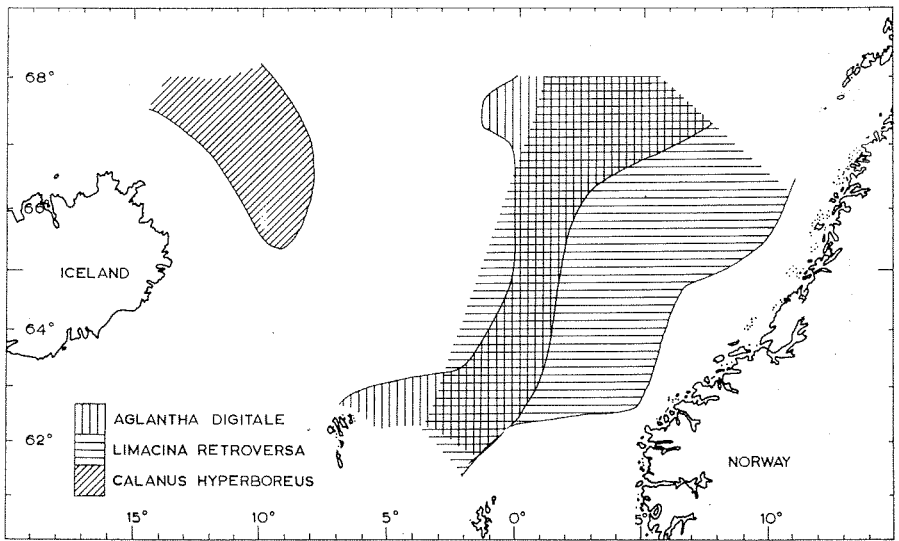 68°
66°
ICELAND
64°
AGLANTHA DIGITALE
62°
LIMACINA RETROVERSA
NORWAY
CALANUS HYPERBOREUS
15° 10° 5° 0° 5° 10°